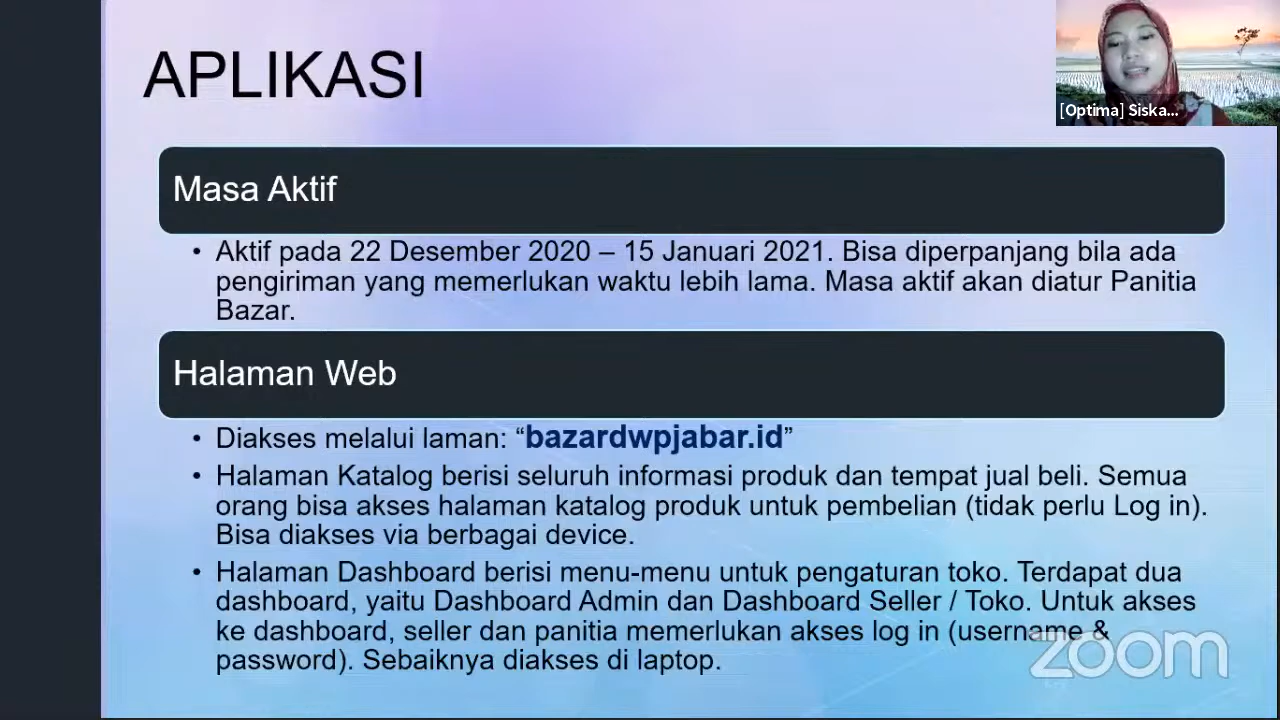 APLIKASI
[Optima] Siska...
Masa Aktif
• Aktif pada 22 Desember 2020 – 15 Januari 2021. Bisa diperpanjang bila ada
pengiriman yang memerlukan waktu lebih lama. Masa aktif akan diatur Panitia
Bazar.
Halaman Web
• Diakses melalui laman: “bazardwpjabar.id”
• Halaman Katalog berisi seluruh informasi produk dan tempat jual beli. Semua
orang bisa akses halaman katalog produk untuk pembelian (tidak perlu Log in).
Bisa diakses via berbagai device.
• Halaman Dashboard berisi menu-menu untuk pengaturan toko. Terdapat dua
dashboard, yaitu Dashboard Admin dan Dashboard Seller / Toko. Untuk akses
ke dashboard, seller dan panitia memerlukan akses log in (username &
password). Sebaiknya diakses di laptop.
zoom